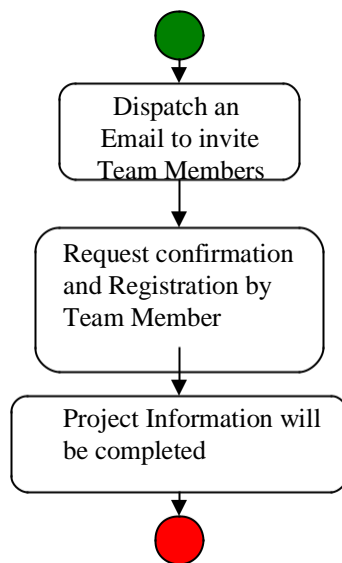 Dispatch an
Email to invite
Team Members
Request confirmation
and Registration by
Team Member
Project Information will
be completed